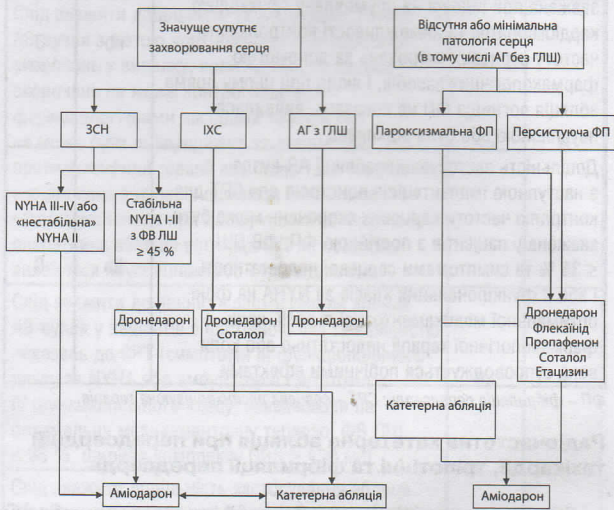 Значуще супутнє
захворювання серця
Відсутня або мінімальна
патологія серця
(в тому числі АГ без ГЛШ)
ЗСН
ІХС
АГ з ГЛШ
Пароксизмальна ФП
Персистуюча ФП
NYHA III-IV або
«нестабільна»
NYHA II
Стабільна
NYHA I-II
з ФВ ЛШ
≥ 45 %
Дронедарон
Дронедарон
Соталол
Дронедарон
Дронедарон
Флекаїнід
Пропафенон
Соталол
Етацизин
Катетерна абляція
Аміодарон
Катетерна абляція
Аміодарон